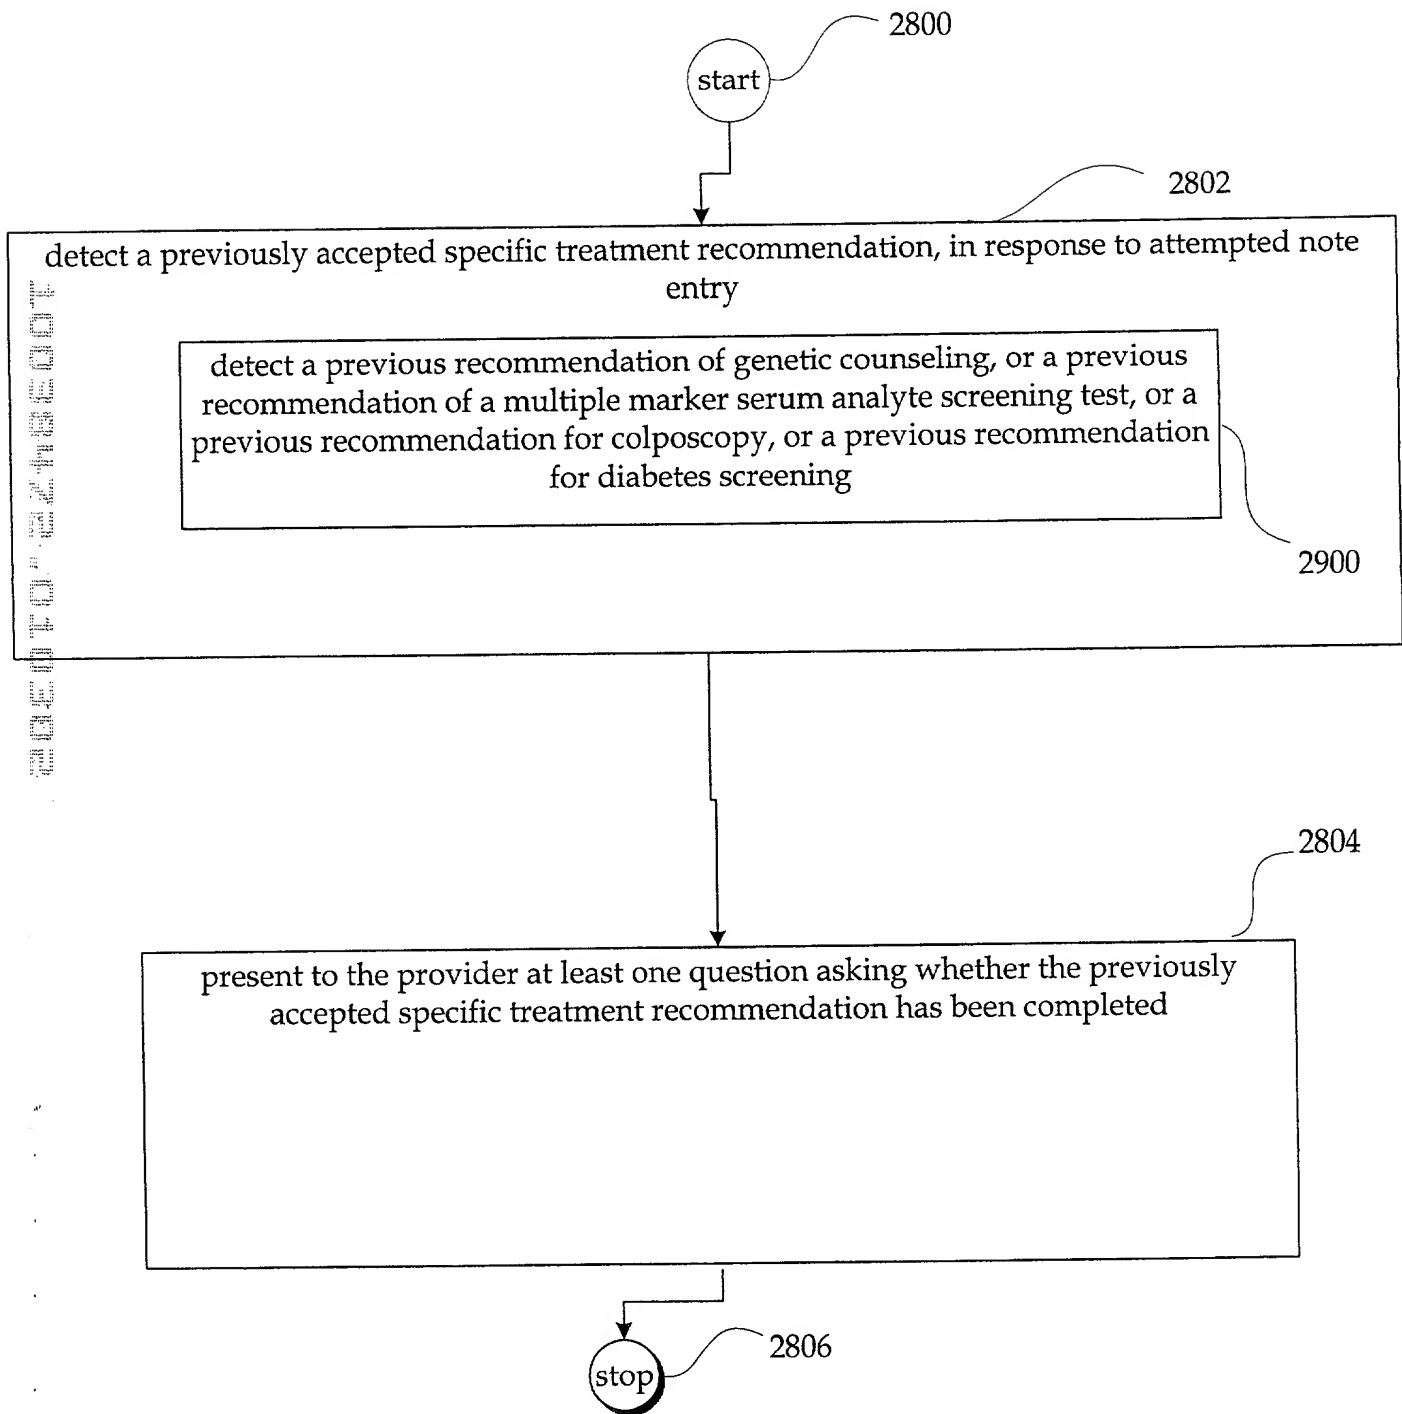 2800
start
2802
detect a previously accepted specific treatment recommendation, in response to attempted note
entry
detect a previous recommendation of genetic counseling, or a previous
recommendation of a multiple marker serum analyte screening test, or a
previous recommendation for colposcopy, or a previous recommendation
for diabetes screening
2900
2804
present to the provider at least one question asking whether the previously
accepted specific treatment recommendation has been completed
2806
stop